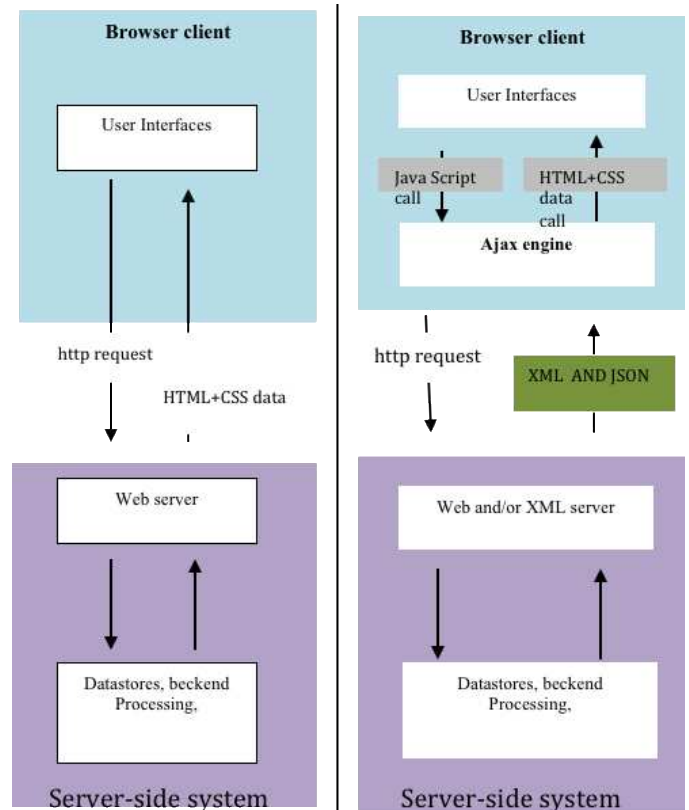 Browser client
User Interfaces
http request
HTML+CSS data
Web server
Datastores, beckend
Processing,
Server-side system
Browser client
User Interfaces
Java Script
call
HTML+CSS
data
call
Ajax engine
http request
XML AND JSON
Web and/or XML server
Datastores, beckend
Processing,
Server-side system